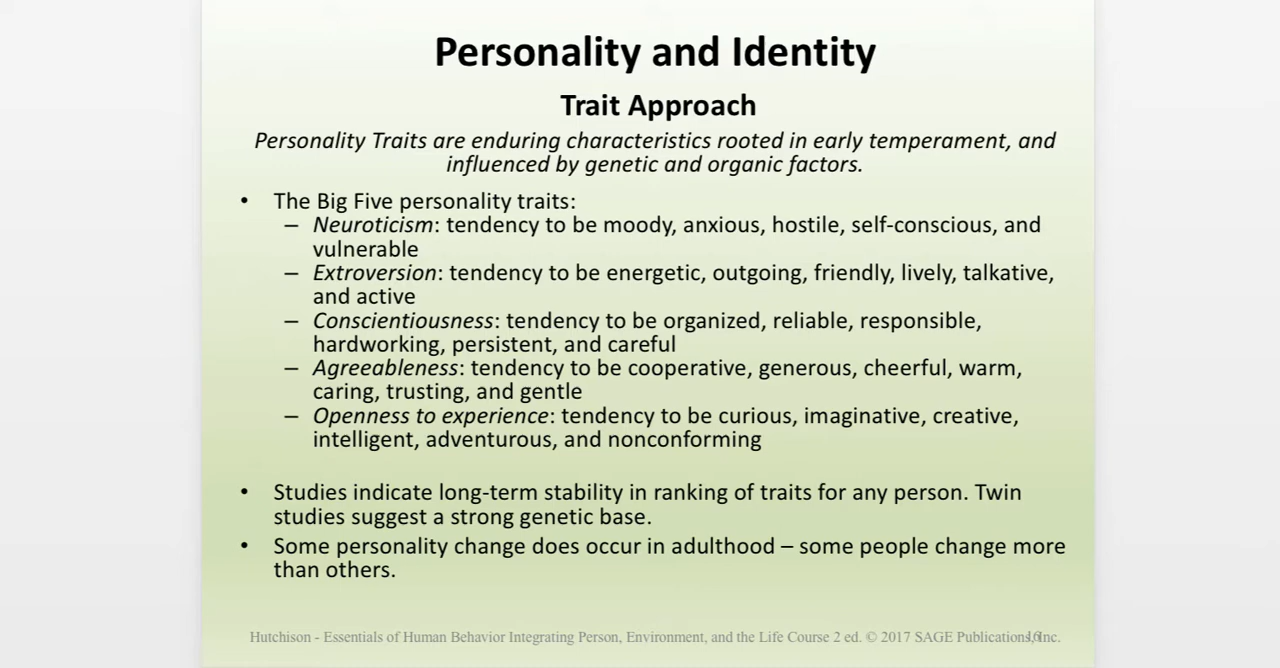 Personality and Identity
Trait Approach
Personality Traits are enduring characteristics rooted in early temperament, and
influenced by genetic and organic factors.
• The Big Five personality traits:
– Neuroticism: tendency to be moody, anxious, hostile, self-conscious, and
vulnerable
– Extroversion: tendency to be energetic, outgoing, friendly, lively, talkative,
and active
– Conscientiousness: tendency to be organized, reliable, responsible,
hardworking, persistent, and careful
– Agreeableness: tendency to be cooperative, generous, cheerful, warm,
caring, trusting, and gentle
– Openness to experience: tendency to be curious, imaginative, creative,
intelligent, adventurous, and nonconforming
• Studies indicate long-term stability in ranking of traits for any person. Twin
studies suggest a strong genetic base.
• Some personality change does occur in adulthood – some people change more
than others.
Hutchison - Essentials of Human Behavior Integrating Person, Environment, and the Life Course 2 ed. © 2017 SAGE Publications, Inc.